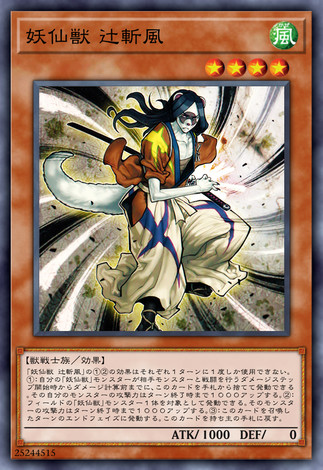 妖仙獣 辻斬風
風
【獣戦士族/効果】
「妖仙獣 辻斬風」の①②の効果はそれぞれ1ターンに1度しか使用できない。
①:自分の「妖仙獣」モンスターが相手モンスターと戦闘を行うダメージステッ
プ開始時からダメージ計算前までに、このカードを手札から捨て発動できる
。その自分のモンスターの攻撃力はターン終了時まで1000アップする。②:
フィールドの「妖仙獣」モンスター1体を対象として発動できる。そのモンスター
の攻撃力はターン終了時まで1000アップする。③:このカードを召喚し
たターンのエンドフェイズに発動する。このカードを持ち主の手札に戻す。
ATK/1000 DEF/ 0
25244515